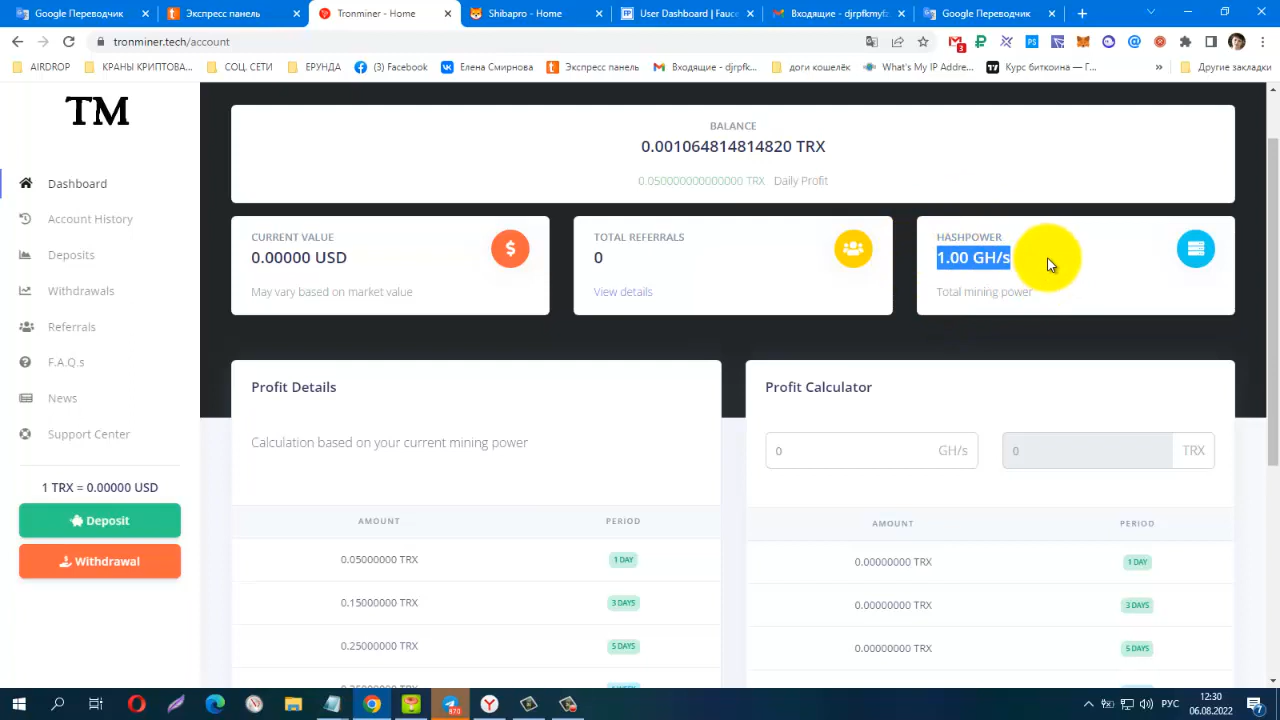 Google Переводчик
Экспресс панель
Tronminer - Home
Shibapro - Home
User Dashboard | Fauce
Входящие - djrpfkmyfz
Google Переводчик
tronminer.tech/account
3
PS
AIRDROP
КРАНЫ КРИПТОВА...
СОЦ. СЕТИ
ЕРУНДА
(3) Facebook
Елена Смирнова
Экспресс панель
Входящие - djrpfk...
доги кошелёк
What's My IP Addre...
Курс биткоина — Г...
»
Другие закладки
TM
Dashboard
Account History
Deposits
Withdrawals
Referrals
F.A.Q.s
News
Support Center
1 TRX = 0.00000 USD
Deposit
Withdrawal
BALANCE
0.001064814814820 TRX
0.050000000000000 TRX Daily Profit
CURRENT VALUE
0.00000 USD
May vary based on market value
TOTAL REFERRALS
0
View details
HASHPOWER
1.00 GH/s
Total mining power
Profit Details
Calculation based on your current mining power
AMOUNT PERIOD
0.05000000 TRX 1 DAY
0.15000000 TRX 3 DAYS
0.25000000 TRX 5 DAYS
Profit Calculator
0 GH/s 0 TRX
AMOUNT PERIOD
0.00000000 TRX 1 DAY
0.00000000 TRX 3 DAYS
0.00000000 TRX 5 DAYS
870
РУС
12:30
06.08.2022